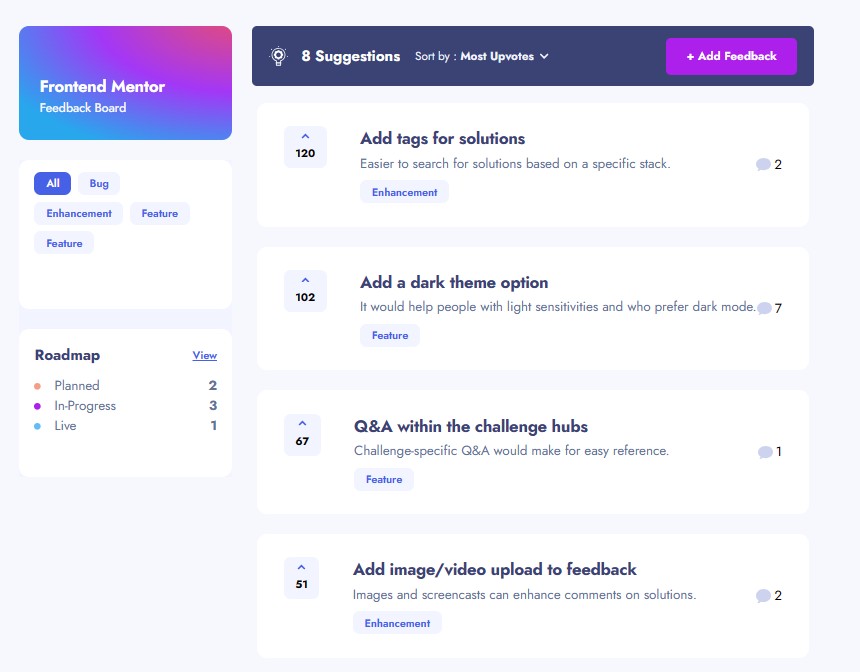 Frontend Mentor
Feedback Board
All Bug
Enhancement Feature
Feature
Roadmap View
Planned 2
In-Progress 3
Live 1
8 Suggestions Sort by : Most Upvotes + Add Feedback
120
Add tags for solutions
Easier to search for solutions based on a specific stack.
Enhancement
2
102
Add a dark theme option
It would help people with light sensitivities and who prefer dark mode.
Feature
7
67
Q&A within the challenge hubs
Challenge-specific Q&A would make for easy reference.
Feature
1
51
Add image/video upload to feedback
Images and screencasts can enhance comments on solutions.
Enhancement
2